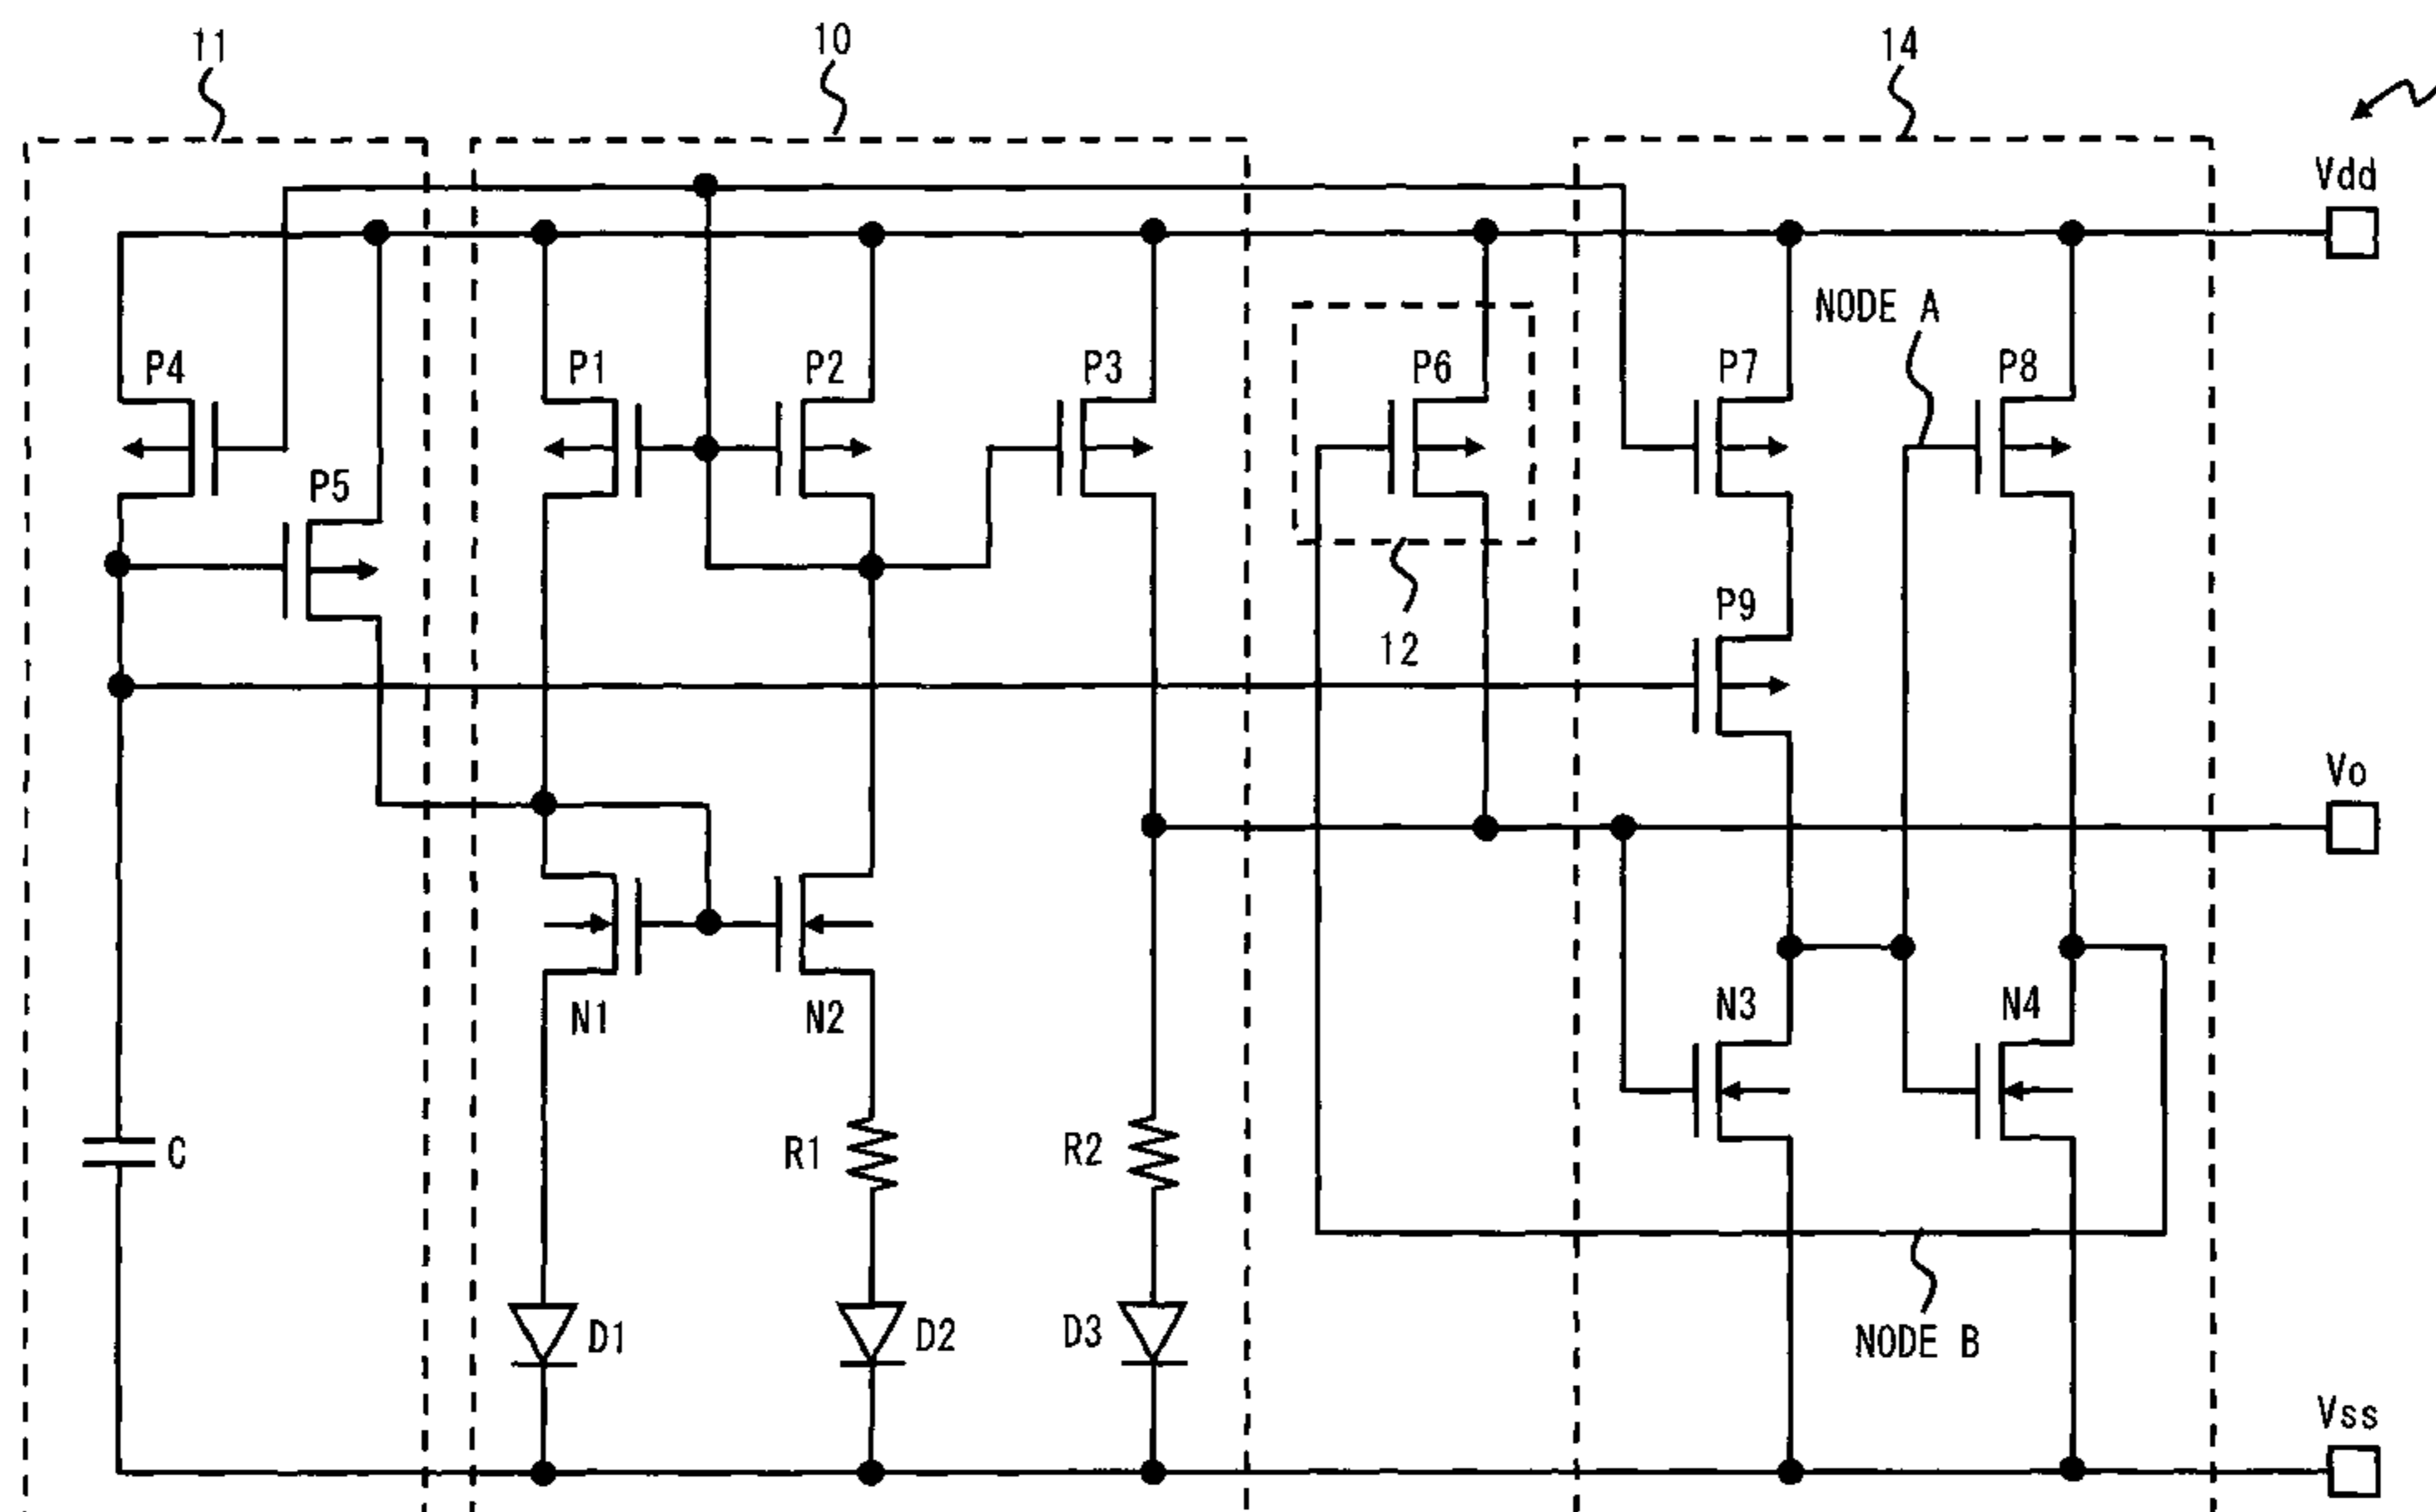 11
10
14
Vdd
NODE A
P4
P1
P2
P3
P6
P7
P8
P5
P9
12
Vo
N1
N2
N3
N4
C
R1
R2
D1
D2
D3
NODE B
Vss